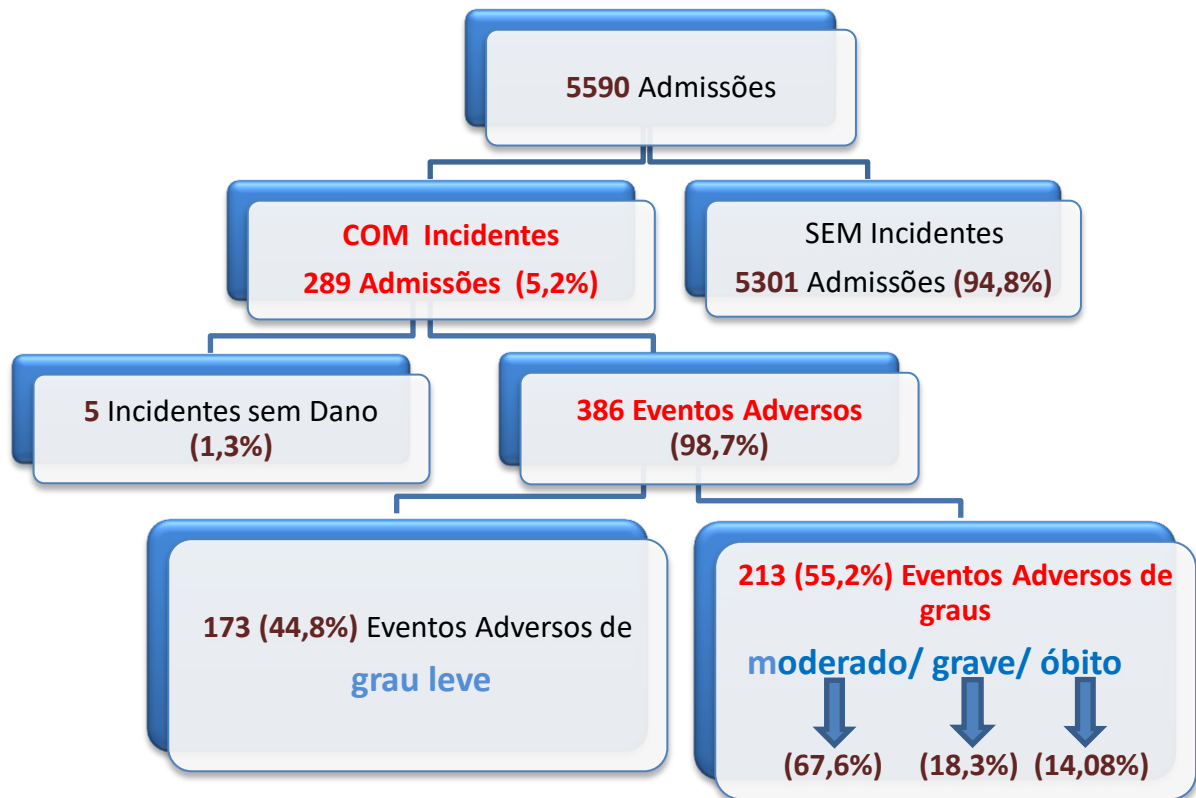 5590 Admissões
COM Incidentes
289 Admissões (5,2%)
SEM Incidentes
5301 Admissões (94,8%)
5 Incidentes sem Dano
(1,3%)
386 Eventos Adversos
(98,7%)
173 (44,8%) Eventos Adversos de
grau leve
213 (55,2%) Eventos Adversos de
graus
moderado/ grave/ óbito
(67,6%) (18,3%) (14,08%)